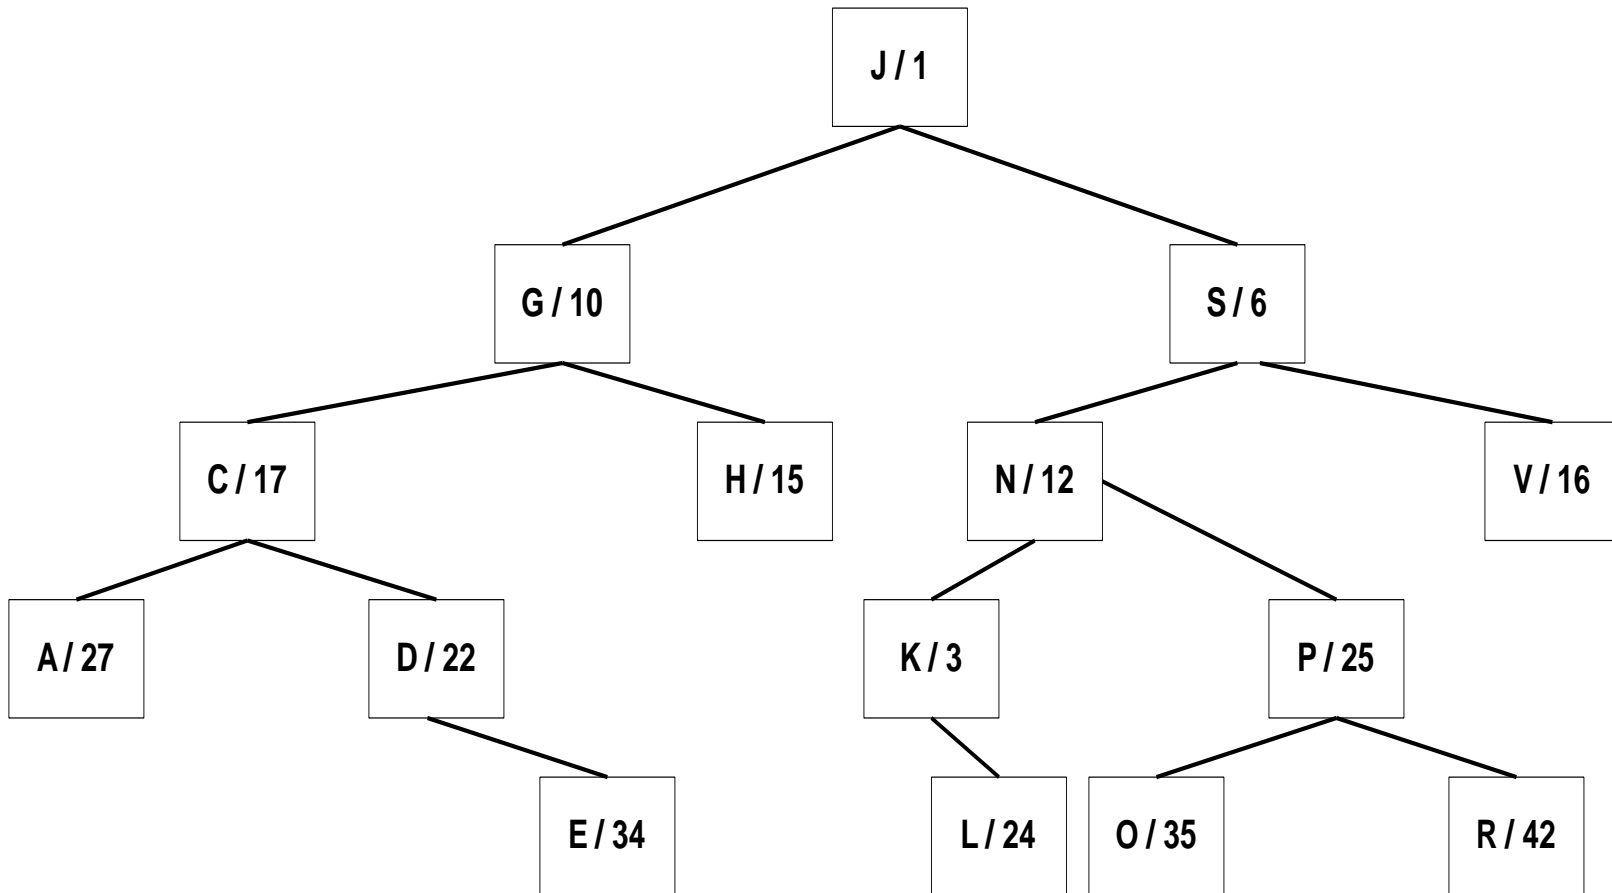 J / 1
G / 10
S / 6
C / 17
H / 15
N / 12
V / 16
A / 27
D / 22
K / 3
P / 25
E / 34
L / 24
O / 35
R / 42